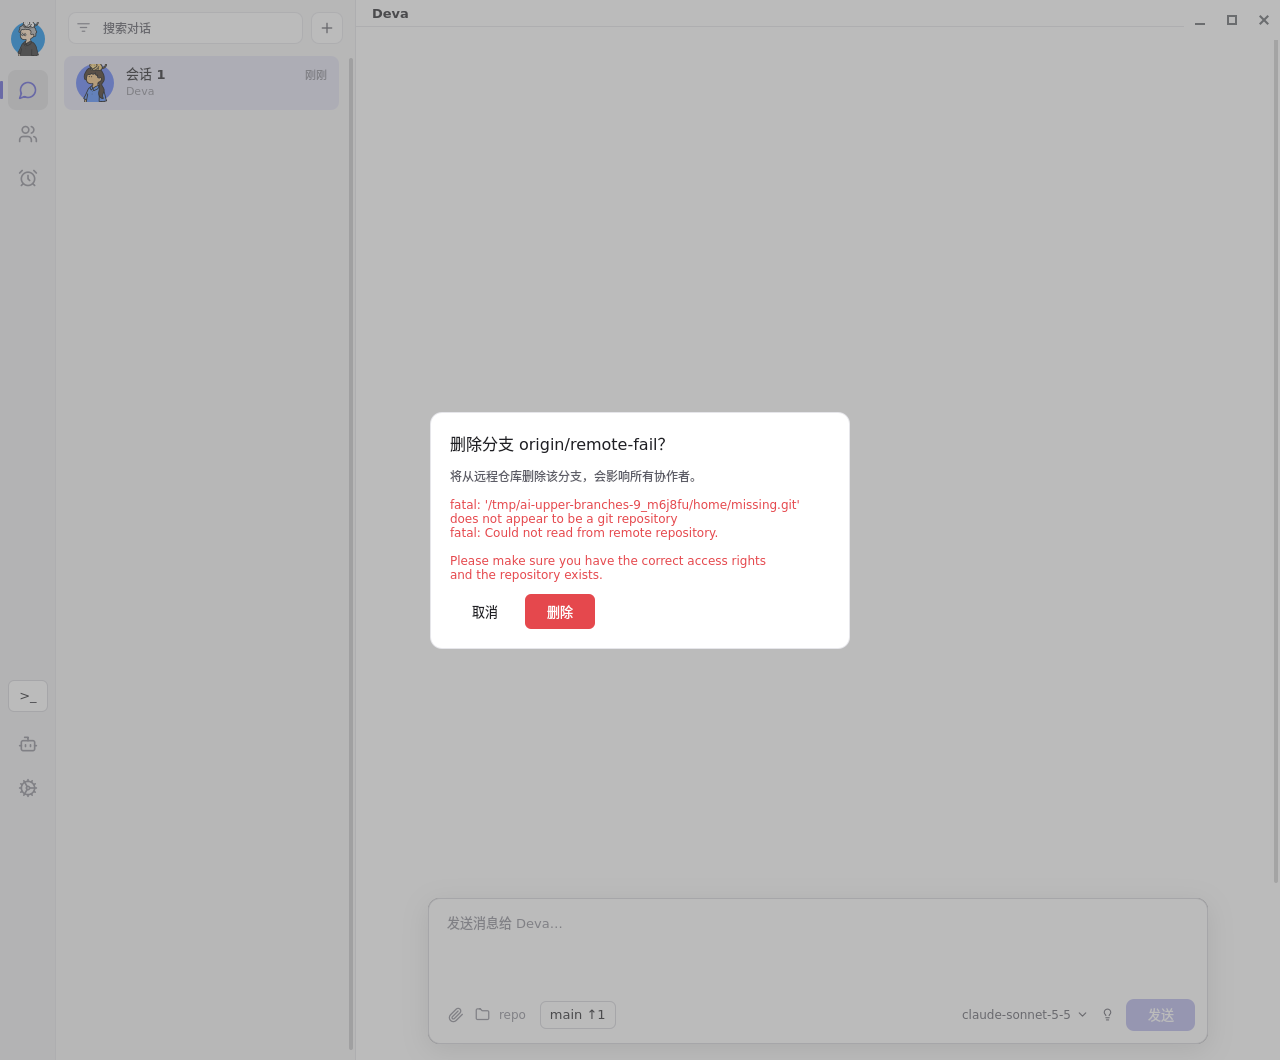 搜索对话
会话 1
刚刚
Deva
Deva
删除分支 origin/remote-fail?
将从远程仓库删除该分支，会影响所有协作者。
fatal: '/tmp/ai-upper-branches-9_m6j8fu/home/missing.git'
does not appear to be a git repository
fatal: Could not read from remote repository.
Please make sure you have the correct access rights
and the repository exists.
取消
删除
>_
发送消息给 Deva...
repo
main ↑1
claude-sonnet-5-5
发送